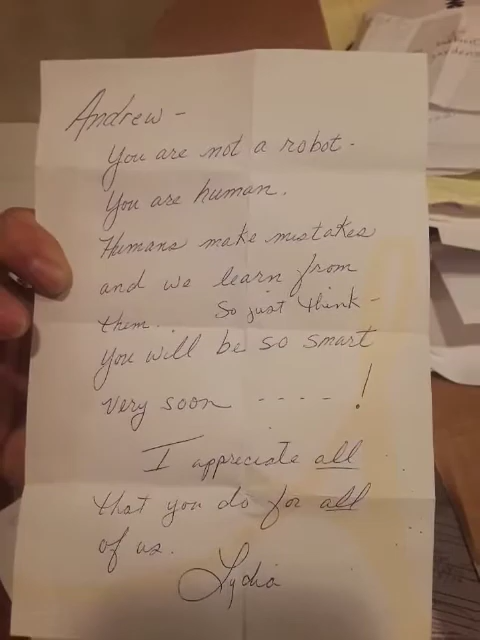 Andrew -
You are not a robot.
You are human.
Humans make mistakes
and we learn from
them. So just think -
You will be so smart
very soon - - - - !
I appreciate all
that you do for all
of us.
Lydia